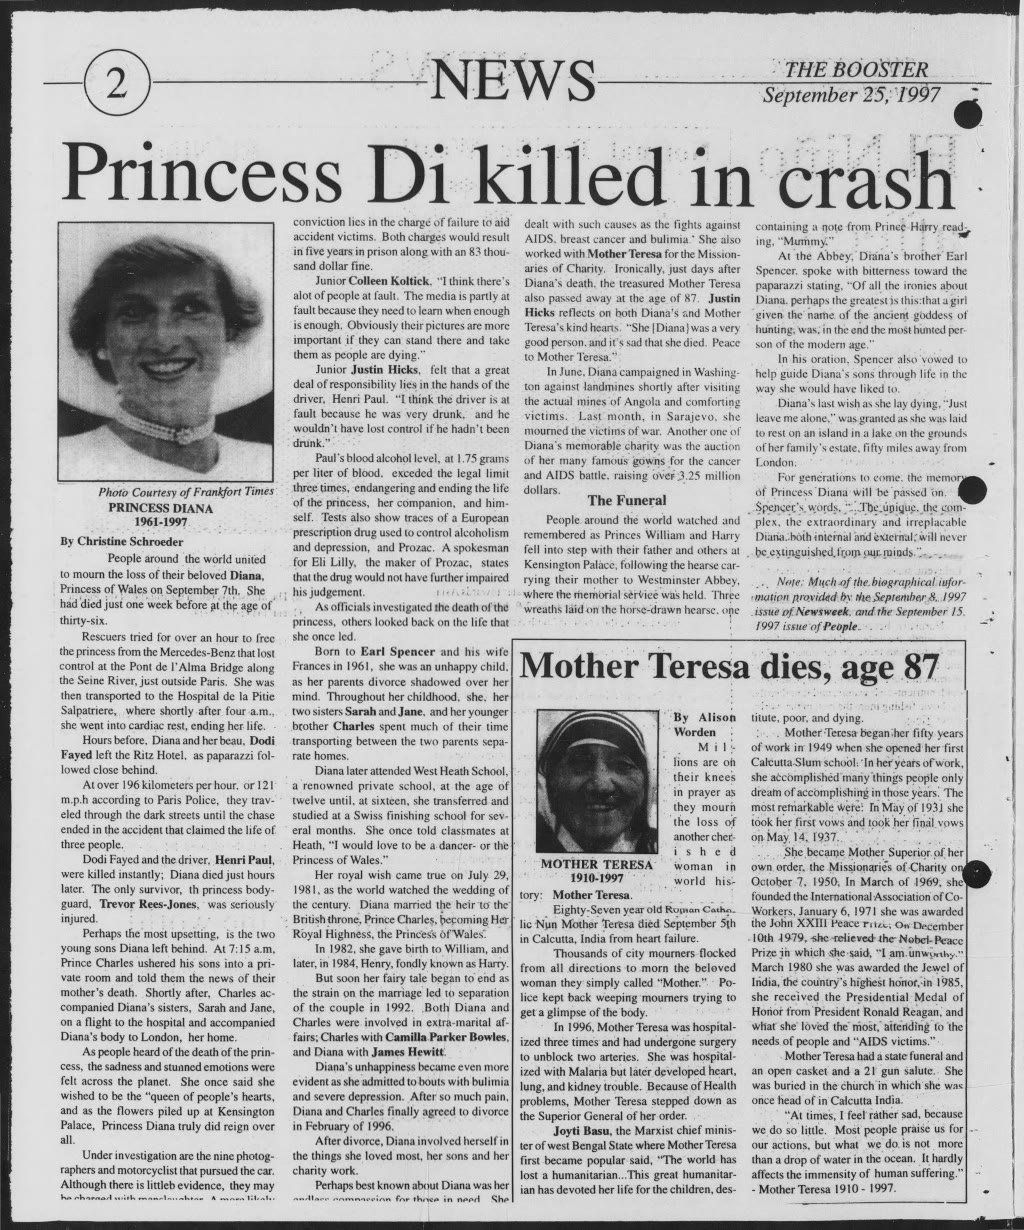 2
NEWS
THE BOOSTER
September 25, 1997
Princess Di killed in crash
Photo Courtesy of Frankfort Times
PRINCESS DIANA
1961-1997
By Christine Schroeder
People around the world united
to mourn the loss of their beloved Diana,
Princess of Wales on September 7th. She
had died just one week before at the age of
thirty-six.
Rescuers tried for over an hour to free
the princess from the Mercedes-Benz that lost
control at the Pont de l'Alma Bridge along
the Seine River, just outside Paris. She was
then transported to the Hospital de la Pitie
Salpatriere, where shortly after four a.m.,
she went into cardiac rest, ending her life.
Hours before, Diana and her beau, Dodi
Fayed left the Ritz Hotel, as paparazzi fol-
lowed close behind.
At over 196 kilometers per hour, or 121
m.p.h according to Paris Police, they trav-
eled through the dark streets until the chase
ended in the accident that claimed the life of
three people.
Dodi Fayed and the driver, Henri Paul,
were killed instantly; Diana died just hours
later. The only survivor, th princess body-
guard, Trevor Rees-Jones, was seriously
injured.
Perhaps the most upsetting, is the two
young sons Diana left behind. At 7:15 a.m,
Prince Charles ushered his sons into a pri-
vate room and told them the news of their
mother's death. Shortly after, Charles ac-
companied Diana's sisters, Sarah and Jane,
on a flight to the hospital and accompanied
Diana's body to London, her home.
As people heard of the death of the prin-
cess, the sadness and stunned emotions were
felt across the planet. She once said she
wished to be the "queen of people's hearts,
and as the flowers piled up at Kensington
Palace, Princess Diana truly did reign over
all.
Under investigation are the nine photog-
raphers and motorcyclist that pursued the car.
Although there is littleb evidence, they may
be charged with manslaughter. A more likely
conviction lies in the charge of failure to aid
accident victims. Both charges would result
in five years in prison along with an 83 thou-
sand dollar fine.
Junior Colleen Koltick, "I think there's
alot of people at fault. The media is partly at
fault because they need to learn when enough
is enough. Obviously their pictures are more
important if they can stand there and take
them as people are dying."
Junior Justin Hicks, felt that a great
deal of responsibility lies in the hands of the
driver, Henri Paul. "I think the driver is at
fault because he was very drunk, and he
wouldn't have lost control if he hadn't been
drunk."
Paul's blood alcohol level, at 1.75 grams
per liter of blood, exceeded the legal limit
three times, endangering and ending the life
of the princess, her companion, and him-
self. Tests also show traces of a European
prescription drug used to control alcoholism
and depression, and Prozac. A spokesman
for Eli Lilly, the maker of Prozac, states
that the drug would not have further impaired
his judgement.
As officials investigated the death of the
princess, others looked back on the life that
she once led.
Born to Earl Spencer and his wife
Frances in 1961, she was an unhappy child,
as her parents divorce shadowed over her
mind. Throughout her childhood, she, her
two sisters Sarah and Jane, and her younger
brother Charles spent much of their time
transporting between the two parents sepa-
rate homes.
Diana later attended West Heath School,
a renowned private school, at the age of
twelve until, at sixteen, she transferred and
studied at a Swiss finishing school for sev-
eral months. She once told classmates at
Heath, "I would love to be a dancer- or the
Princess of Wales."
Her royal wish came true on July 29,
1981, as the world watched the wedding of
the century. Diana married the heir to the
British throne, Prince Charles, becoming Her
Royal Highness, the Princess of Wales.
In 1982, she gave birth to William, and
later, in 1984, Henry, fondly known as Harry.
But soon her fairy tale began to end as
the strain on the marriage led to separation
of the couple in 1992. Both Diana and
Charles were involved in extra-marital af-
fairs; Charles with Camilla Parker Bowles,
and Diana with James Hewitt.
Diana's unhappiness became even more
evident as she admitted to bouts with bulimia
and severe depression. After so much pain,
Diana and Charles finally agreed to divorce
in February of 1996.
After divorce, Diana involved herself in
the things she loved most, her sons and her
charity work.
Perhaps best known about Diana was her
endless compassion for those in need. She
dealt with such causes as the fights against
AIDS, breast cancer and bulimia. She also
worked with Mother Teresa for the Mission-
aries of Charity. Ironically, just days after
Diana's death, the treasured Mother Teresa
also passed away at the age of 87. Justin
Hicks reflects on both Diana's and Mother
Teresa's kind hearts. "She [Diana] was a very
good person, and it's sad that she died. Peace
to Mother Teresa."
In June, Diana campaigned in Washing-
ton against landmines shortly after visiting
the actual mines of Angola and comforting
victims. Last month, in Sarajevo, she
mourned the victims of war. Another one of
Diana's memorable charity was the auction
of her many famous gowns for the cancer
and AIDS battle, raising over 3.25 million
dollars.
The Funeral
People around the world watched and
remembered as Princes William and Harry
fell into step with their father and others at
Kensington Palace, following the hearse car-
rying their mother to Westminster Abbey,
where the memorial service was held. Three
wreaths laid on the horse-drawn hearse, one
containing a note from Prince Harry read-
ing, "Mummy."
At the Abbey, Diana's brother Earl
Spencer, spoke with bitterness toward the
paparazzi stating, "Of all the ironies about
Diana, perhaps the greatest is this:that a girl
given the name of the ancient goddess of
hunting, was, in the end the most hunted per-
son of the modern age."
In his oration, Spencer also vowed to
help guide Diana's sons through life in the
way she would have liked to.
Diana's last wish as she lay dying, "Just
leave me alone," was granted as she was laid
to rest on an island in a lake on the grounds
of her family's estate, fifty miles away from
London.
For generations to come, the memory
of Princess Diana will be passed on.
Spencer's words, "...The unique, the com-
plex, the extraordinary and irreplacable
Diana..both internal and external, will never
be extinguished from our minds."
Note: Much of the biographical infor-
mation provided by the September 8, 1997
issue of Newsweek, and the September 15,
1997 issue of People.
Mother Teresa dies, age 87
MOTHER TERESA
1910-1997
By Alison
Worden
Mil-
lions are on
their knees
in prayer as
they mourn
the loss of
another cher-
ished
woman in
world his-
tory: Mother Teresa.
Eighty-Seven year old Roman Catho-
lic Nun Mother Teresa died September 5th
in Calcutta, India from heart failure.
Thousands of city mourners flocked
from all directions to morn the beloved
woman they simply called "Mother." Po-
lice kept back weeping mourners trying to
get a glimpse of the body.
In 1996, Mother Teresa was hospital-
ized three times and had undergone surgery
to unblock two arteries. She was hospital-
ized with Malaria but later developed heart,
lung, and kidney trouble. Because of Health
problems, Mother Teresa stepped down as
the Superior General of her order.
Joyti Basu, the Marxist chief minis-
ter of west Bengal State where Mother Teresa
first became popular said, "The world has
lost a humanitarian...This great humanitar-
ian has devoted her life for the children, des-
titute, poor, and dying.
Mother Teresa began her fifty years
of work in 1949 when she opened her first
Calcutta Slum school. In her years of work,
she accomplished many things people only
dream of accomplishing in those years. The
most remarkable were: In May of 1931 she
took her first vows and took her final vows
on May 14, 1937.
She became Mother Superior of her
own order, the Missionaries of Charity on
October 7, 1950, In March of 1969, she
founded the International Association of Co-
Workers, January 6, 1971 she was awarded
the John XXIII Peace Prize, On December
10th 1979, she relieved the Nobel Peace
Prize in which she said, "I am unworthy."
March 1980 she was awarded the Jewel of
India, the country's highest honor, in 1985,
she received the Presidential Medal of
Honor from President Ronald Reagan, and
what she loved the most, attending to the
needs of people and "AIDS victims."
Mother Teresa had a state funeral and
an open casket and a 21 gun salute. She
was buried in the church in which she was
once head of in Calcutta India.
"At times, I feel rather sad, because
we do so little. Most people praise us for
our actions, but what we do is not more
than a drop of water in the ocean. It hardly
affects the immensity of human suffering."
- Mother Teresa 1910 - 1997.